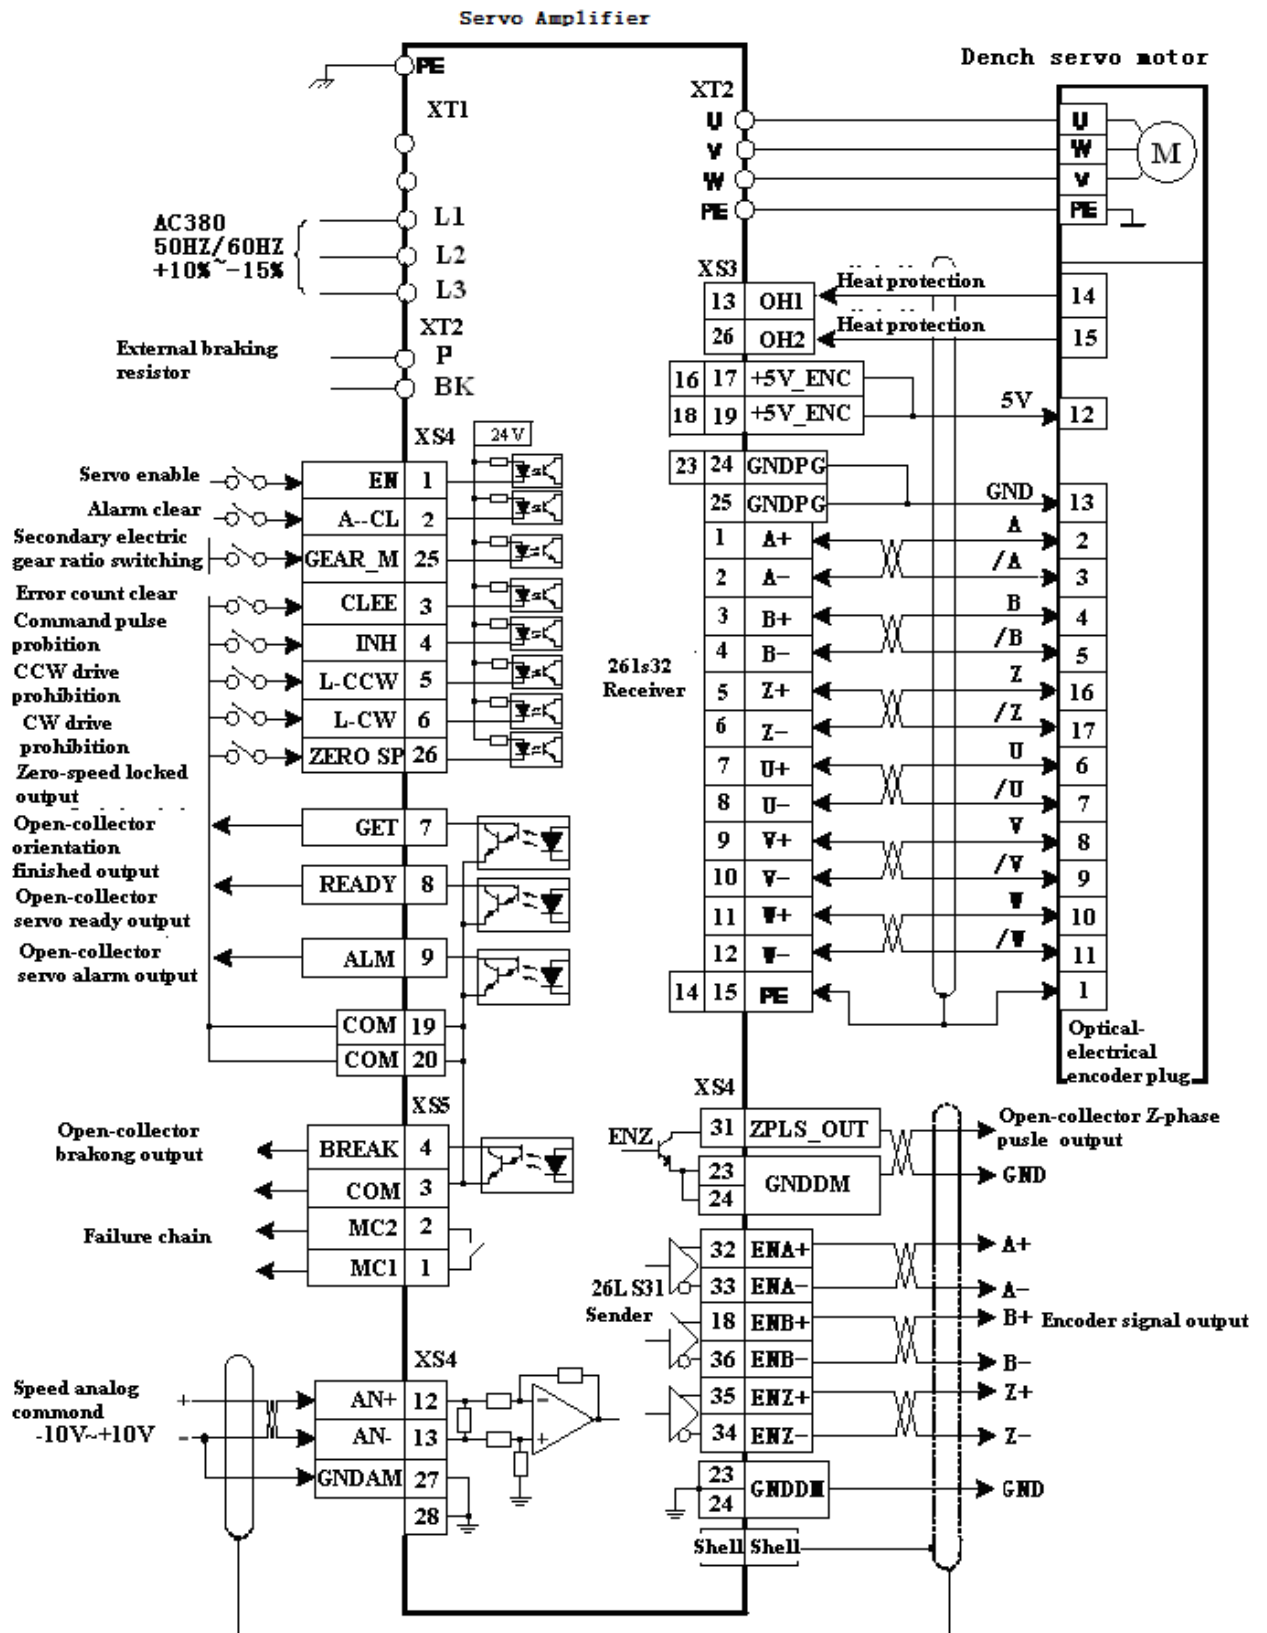 Servo Amplifier
Dench servo motor
PE
XT1
AC380
50HZ/60HZ
+10%~-15%
L1
L2
L3
XT2
External braking
resistor
P
BK
XS4
24V
Servo enable
EN 1
Alarm clear
A--CL 2
Secondary electric
gear ratio switching
GEAR_M 25
Error count clear
CLEE 3
Command pulse
probition
INH 4
CCW drive
prohibition
L-CCW 5
CW drive
prohibition
L-CW 6
Zero-speed locked
output
ZERO SP 26
Open-collector
orientation
finished output
GET 7
Open-collector
servo ready output
READY 8
Open-collector
servo alarm output
ALM 9
COM 19
COM 20
XS5
Open-collector
brakong output
BREAK 4
COM 3
Failure chain
MC2 2
MC1 1
XS4
Speed analog
commond
-10V~+10V
+
-
AN+ 12
AN- 13
GNDAM 27
28
-
+
XT2
U U
V W
W V
PE PE
M
XS3
13 OH1 Heat protection 14
26 OH2 Heat protection 15
16 17 +5V_ENC
18 19 +5V_ENC 5V 12
23 24 GNDPG
25 GNDPG GND 13
1 A+ A 2
2 A- /A 3
3 B+ B 4
4 B- /B 5
261s32
Receiver
5 Z+ Z 16
6 Z- /Z 17
7 U+ U 6
8 U- /U 7
9 V+ V 8
10 V- /V 9
11 W+ W 10
12 W- /W 11
14 15 PE 1
Optical-
electrical
encoder plug
XS4
ENZ
31 ZPLS_OUT
Open-collector Z-phase
pusle output
23
24
GNDDM
GND
26LS31
Sender
32 ENA+ A+
33 ENA- A-
18 ENB+ B+
Encoder signal output
36 ENB- B-
35 ENZ+ Z+
34 ENZ- Z-
23
24
GNDDM
GND
Shell Shell